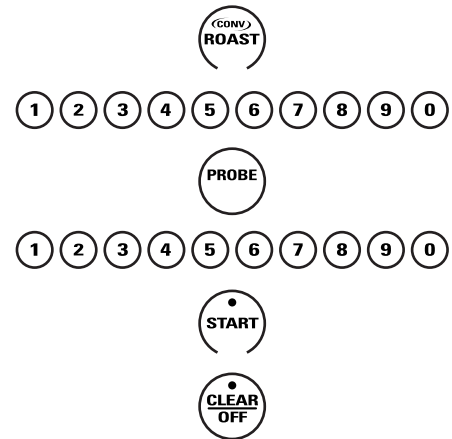 CONV
ROAST
1 2 3 4 5 6 7 8 9 0
PROBE
1 2 3 4 5 6 7 8 9 0
START
CLEAR
OFF